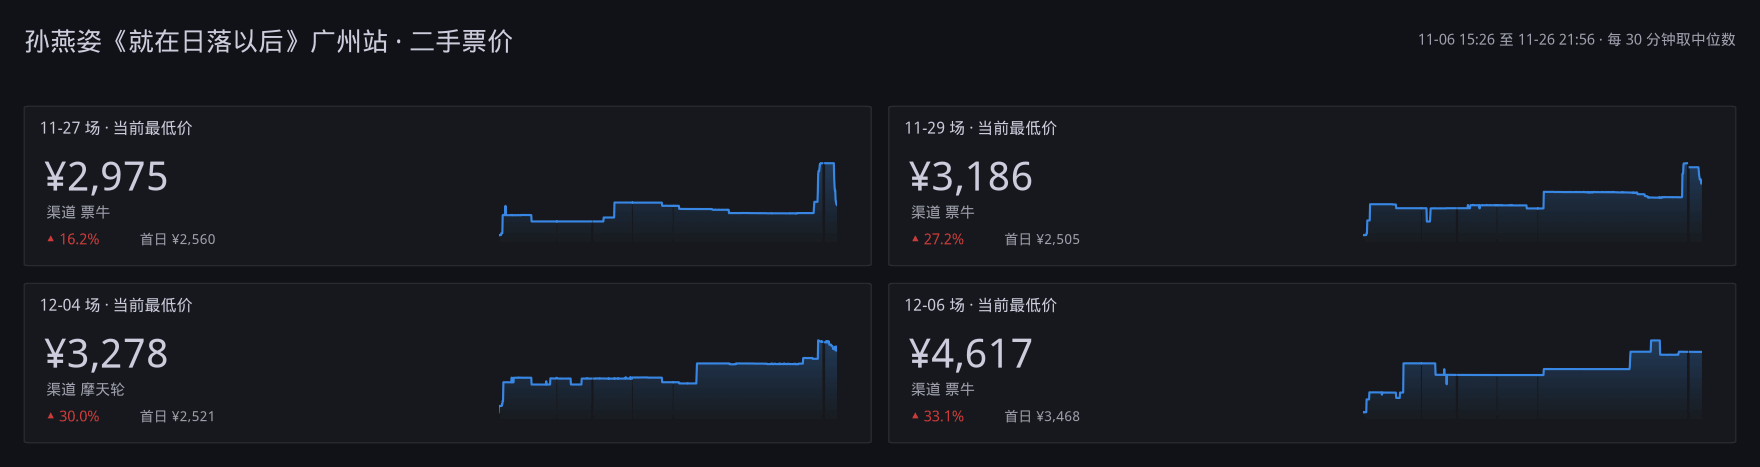 孙燕姿《就在日落以后》广州站 · 二手票价
11-06 15:26 至 11-26 21:56 · 每 30 分钟取中位数
11-27 场 · 当前最低价
¥2,975
渠道 票牛
▲ 16.2% 首日 ¥2,560
11-29 场 · 当前最低价
¥3,186
渠道 票牛
▲ 27.2% 首日 ¥2,505
12-04 场 · 当前最低价
¥3,278
渠道 摩天轮
▲ 30.0% 首日 ¥2,521
12-06 场 · 当前最低价
¥4,617
渠道 票牛
▲ 33.1% 首日 ¥3,468